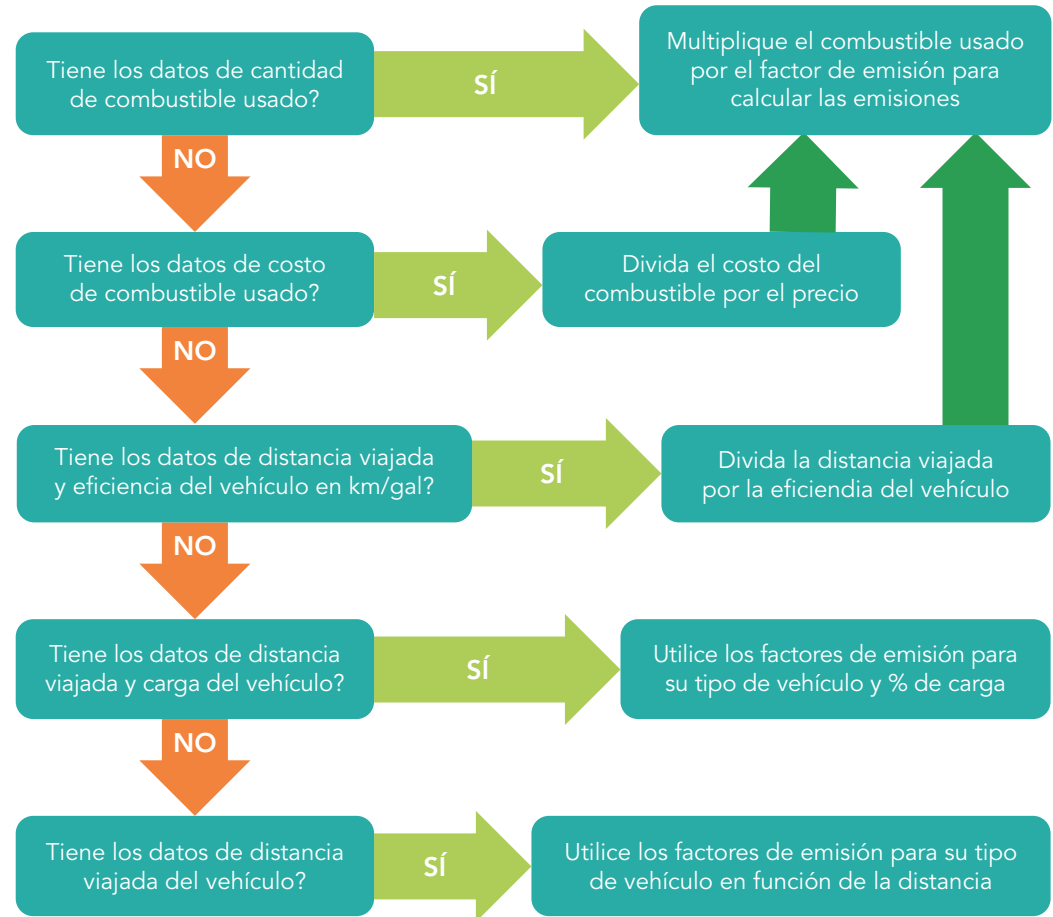 Tiene los datos de cantidad
de combustible usado?
SÍ
Multiplique el combustible usado
por el factor de emisión para
calcular las emisiones
NO
Tiene los datos de costo
de combustible usado?
SÍ
Divida el costo del
combustible por el precio
NO
Tiene los datos de distancia viajada
y eficiencia del vehículo en km/gal?
SÍ
Divida la distancia viajada
por la eficiendia del vehículo
NO
Tiene los datos de distancia
viajada y carga del vehículo?
SÍ
Utilice los factores de emisión para
su tipo de vehículo y % de carga
NO
Tiene los datos de distancia
viajada del vehículo?
SÍ
Utilice los factores de emisión para su tipo
de vehículo en función de la distancia